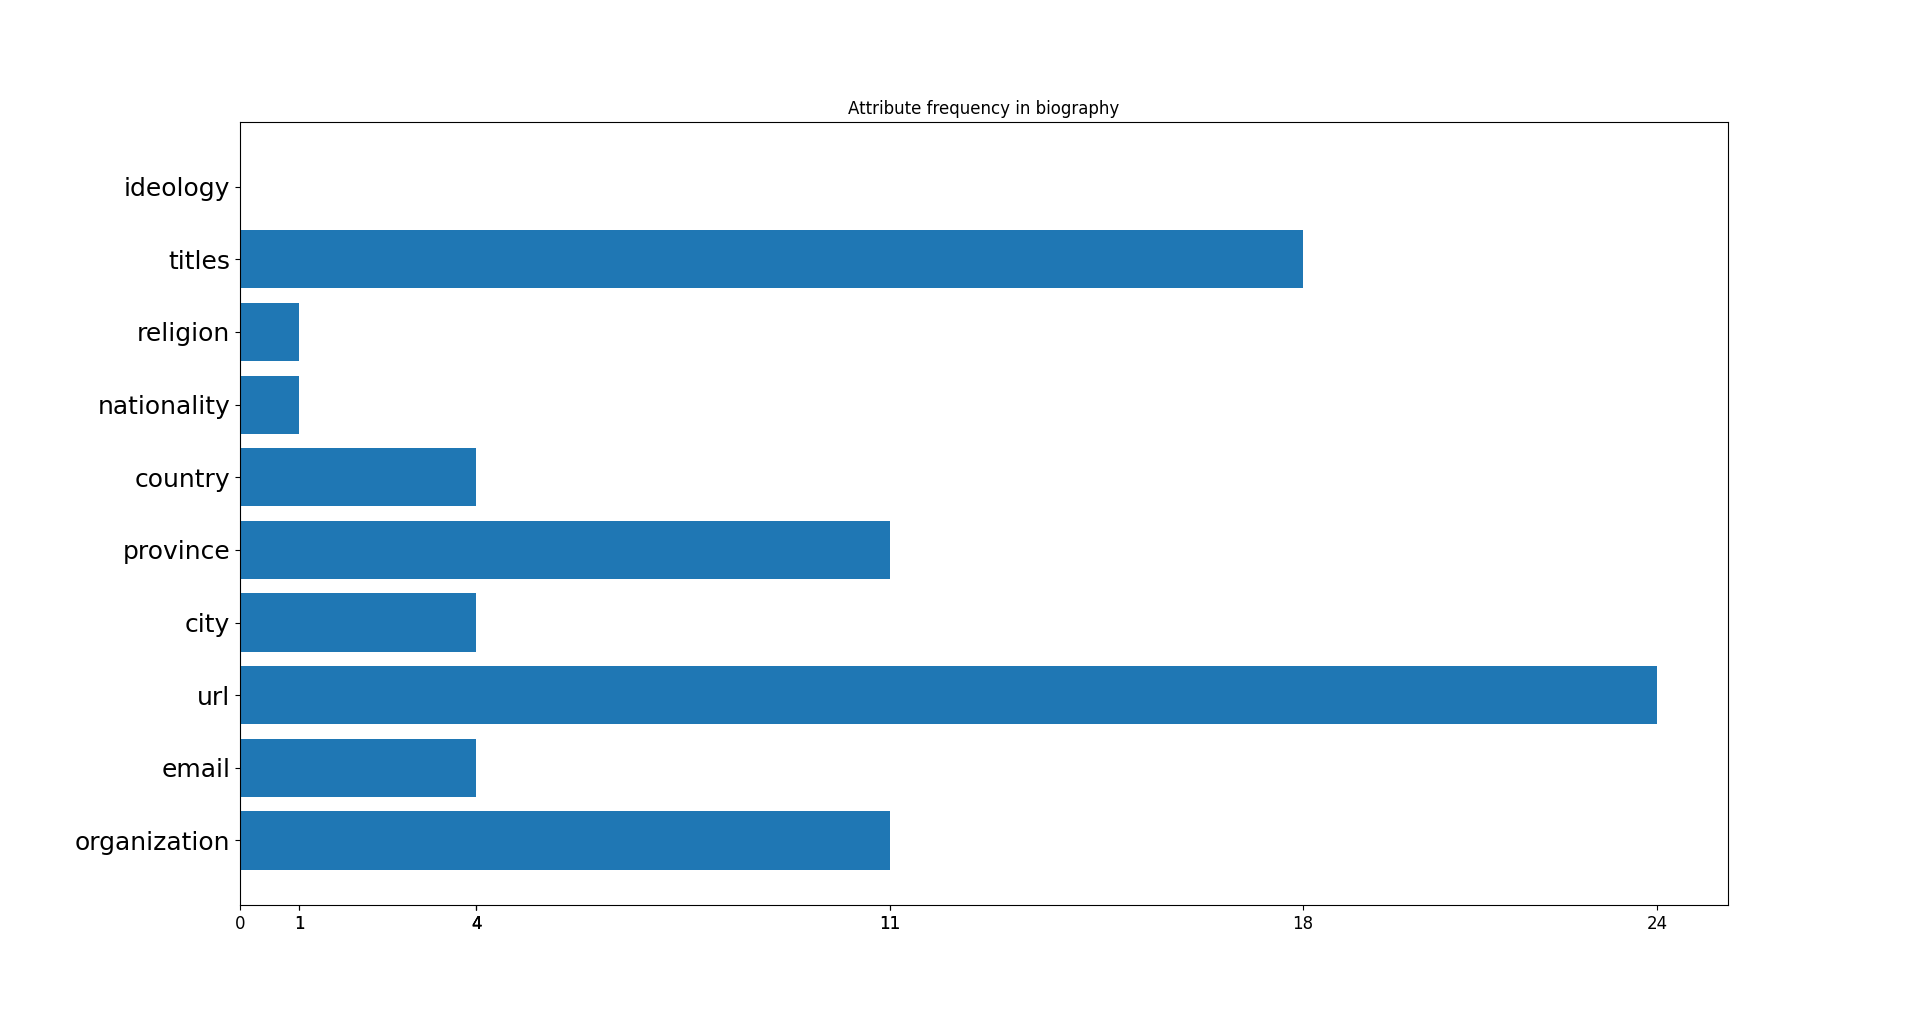 Attribute frequency in biography
ideology
titles
religion
nationality
country
province
city
url
email
organization
0 1 4 11 18 24